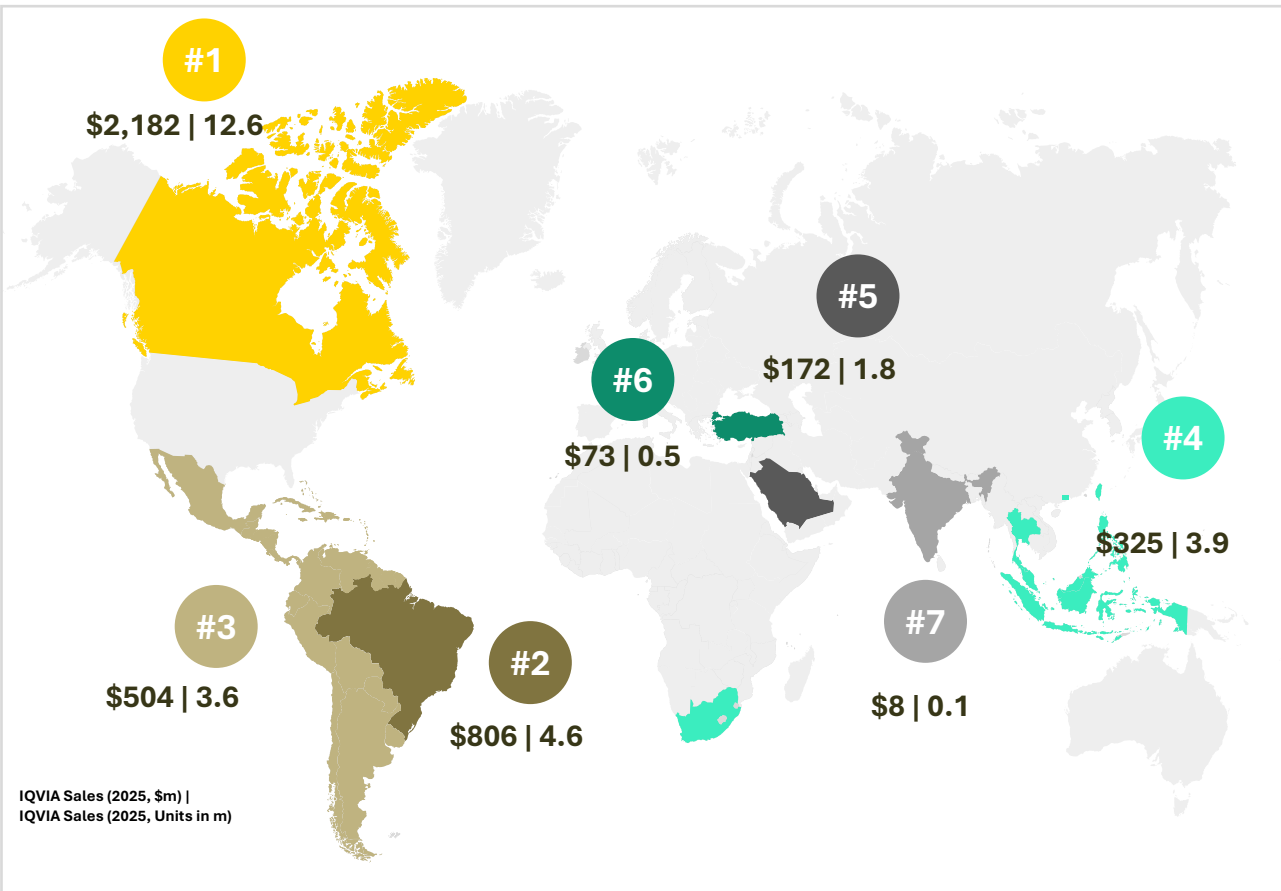 #1
$2,182 | 12.6
#5
$172 | 1.8
#6
$73 | 0.5
#4
$325 | 3.9
#3
$504 | 3.6
#2
$806 | 4.6
#7
$8 | 0.1
IQVIA Sales (2025, $m) |
IQVIA Sales (2025, Units in m)